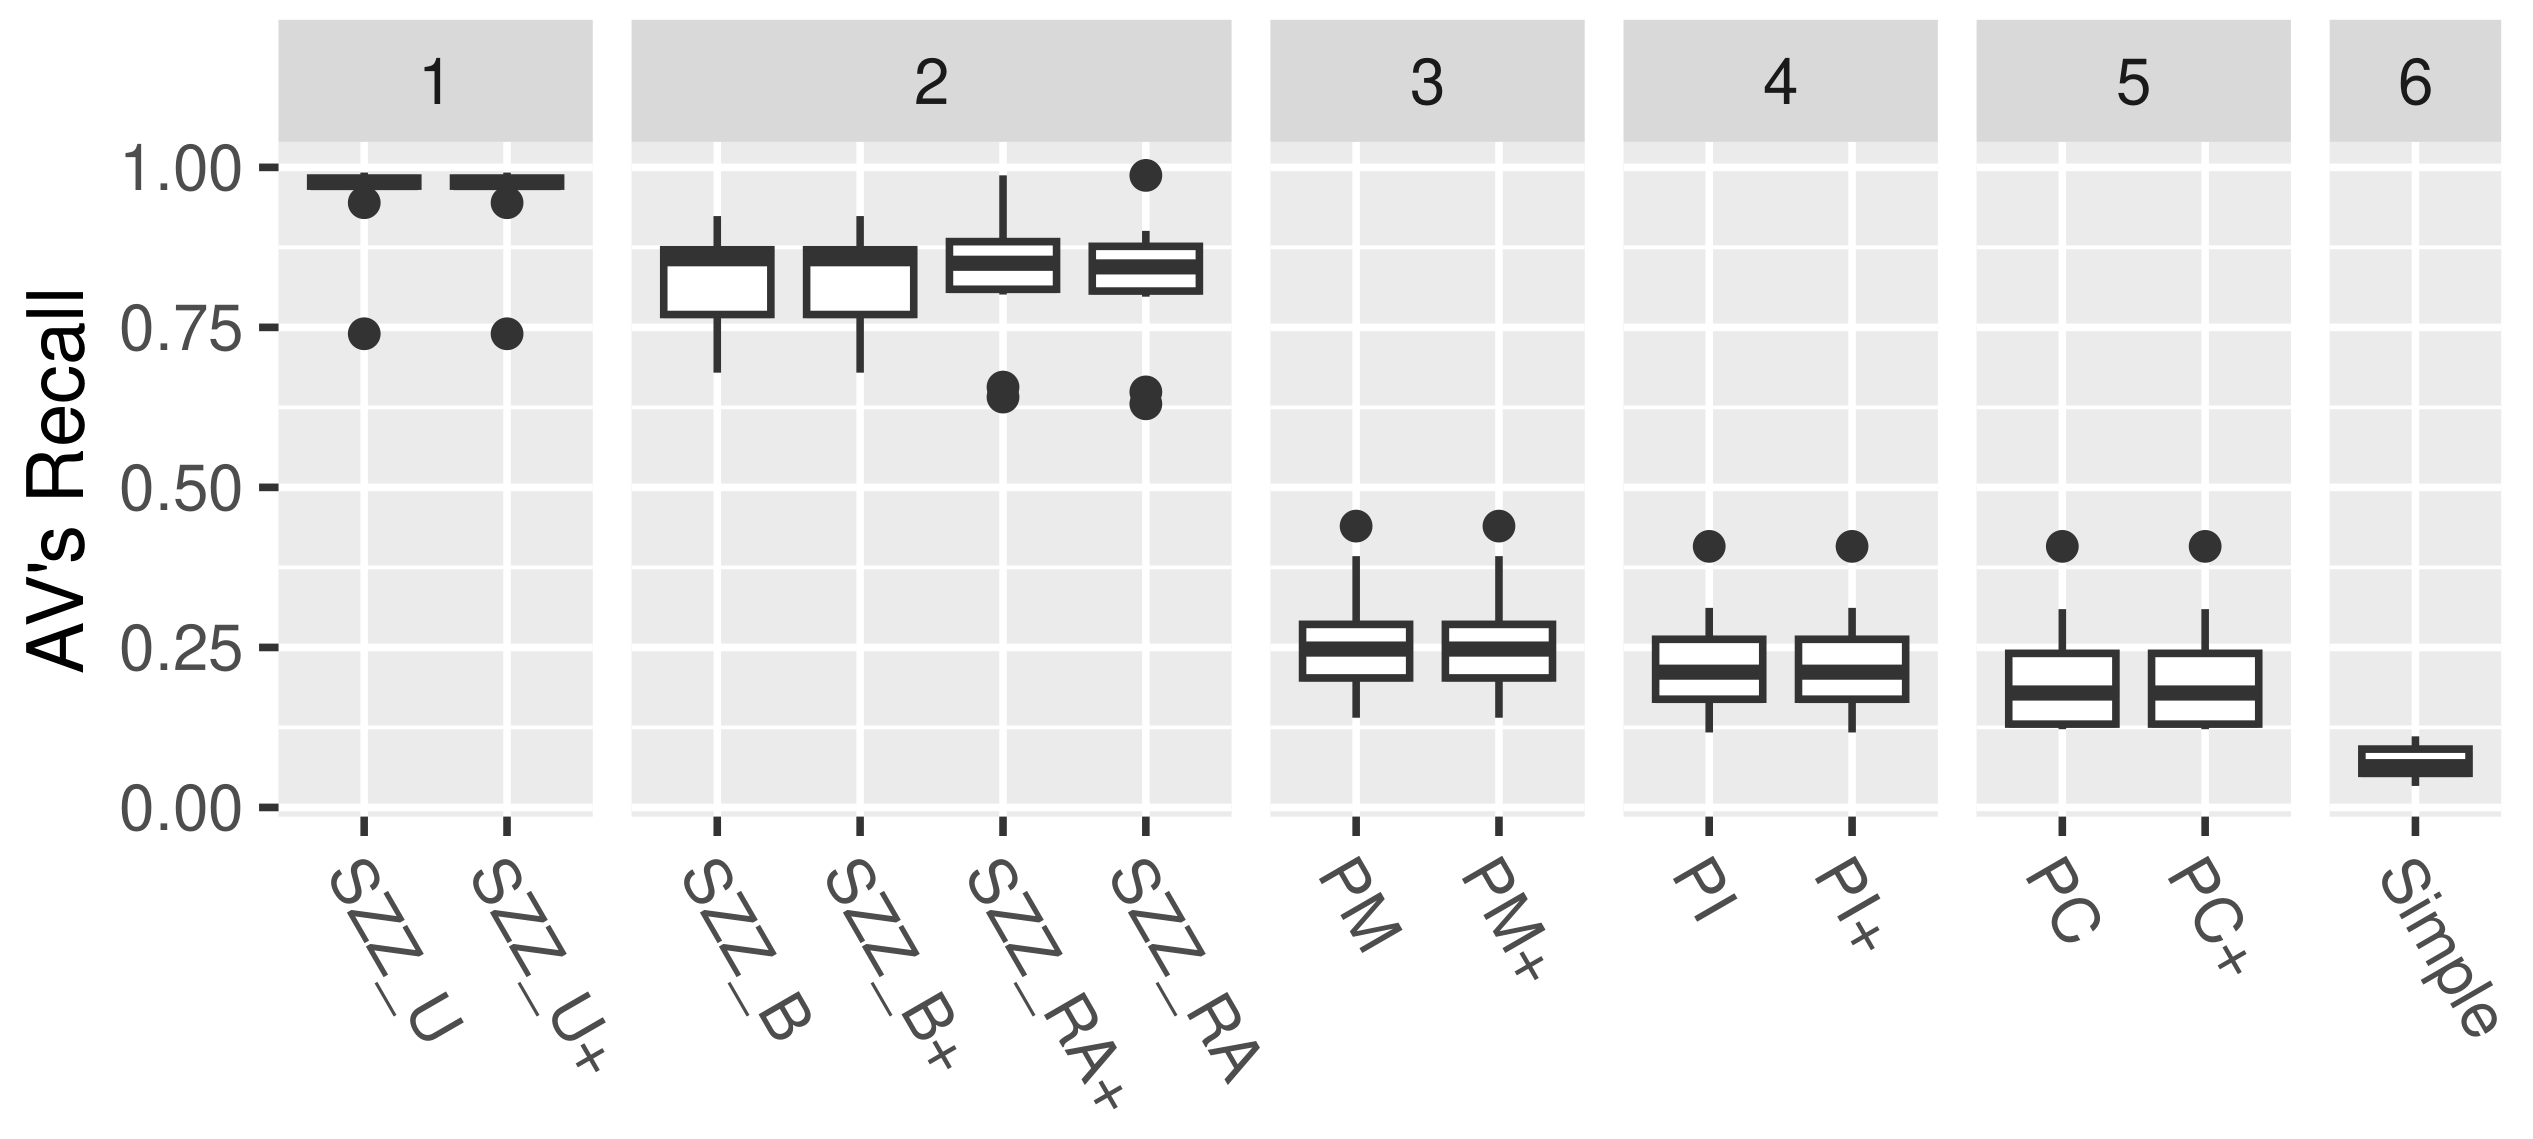 1 2 3 4 5 6
AV's Recall
1.00
0.75
0.50
0.25
0.00
SZZ_U SZZ_U+ SZZ_B SZZ_B+ SZZ_RA+ SZZ_RA PM PM+ PI PI+ PC PC+ Simple